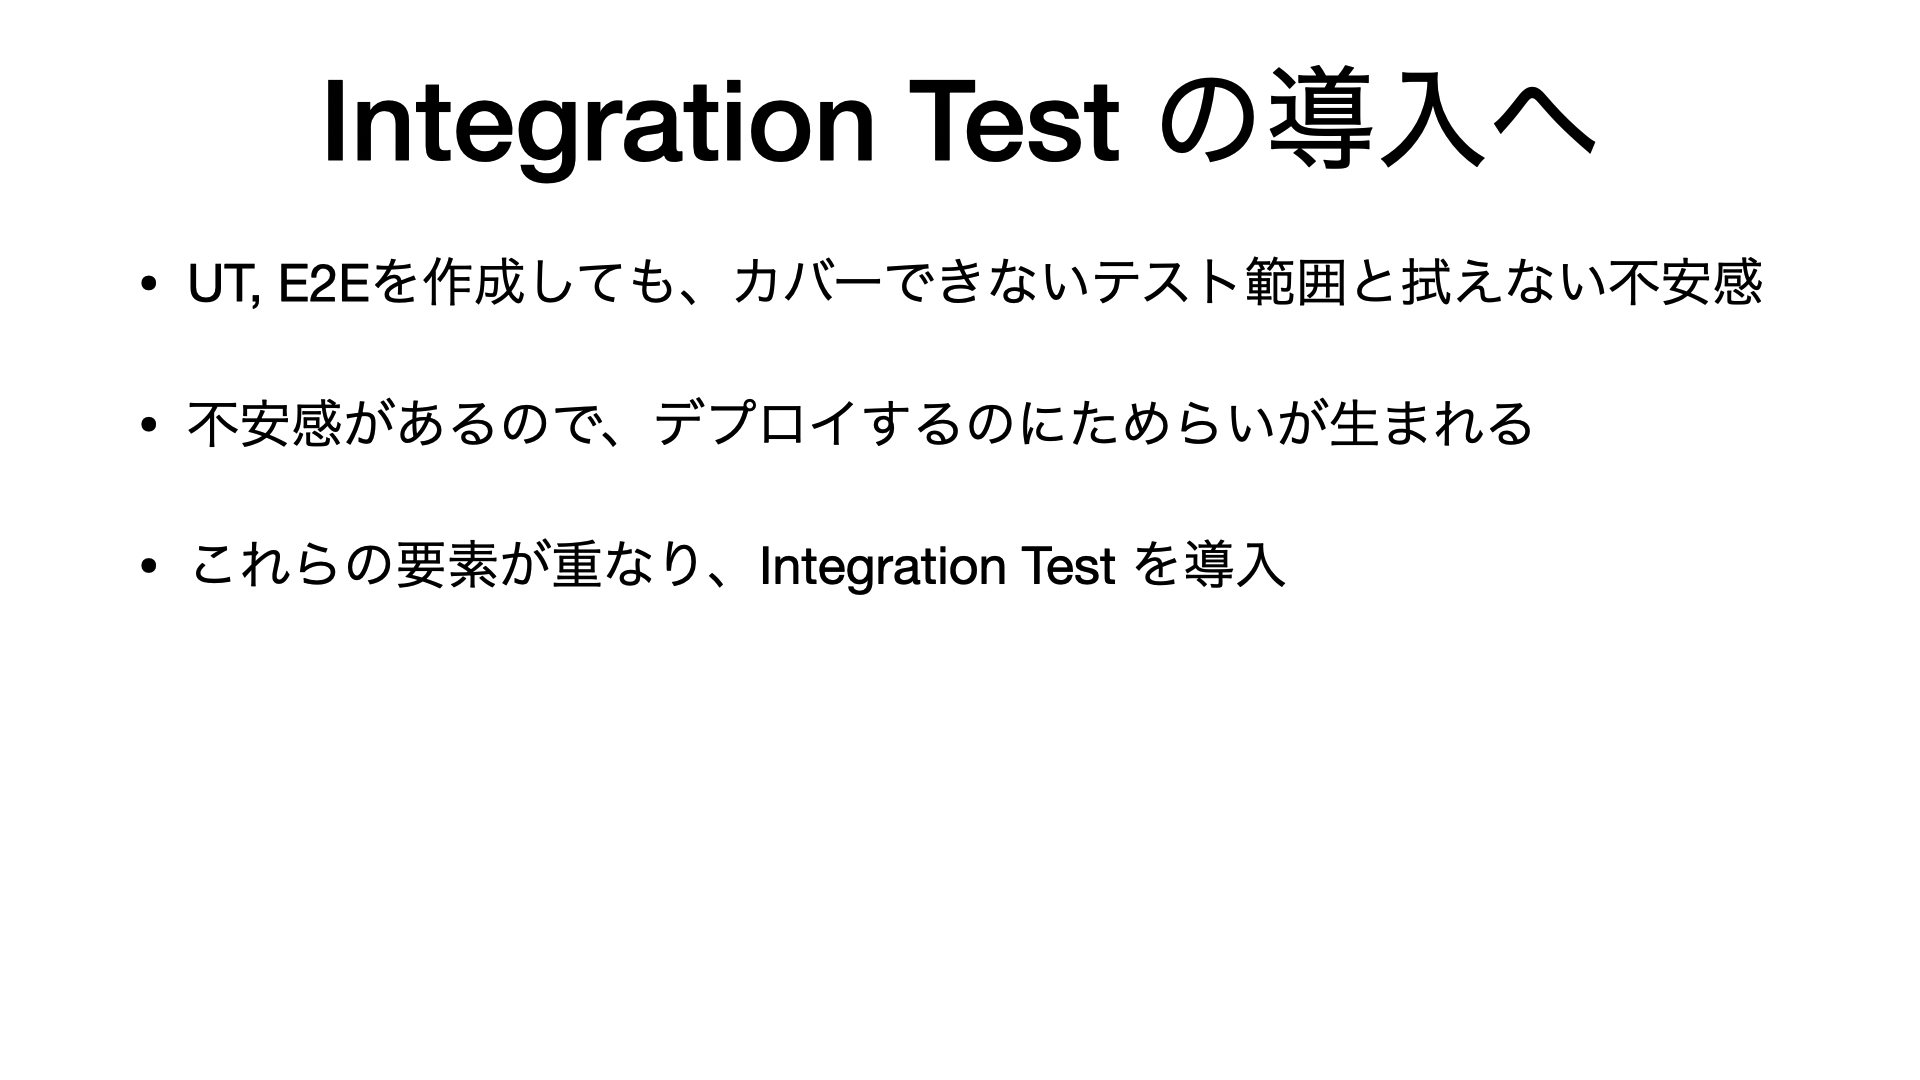 Integration Test の導入へ
• UT, E2Eを作成しても、カバーできないテスト範囲と拭えない不安感
• 不安感があるので、デプロイするのにためらいが生まれる
• これらの要素が重なり、Integration Test を導入